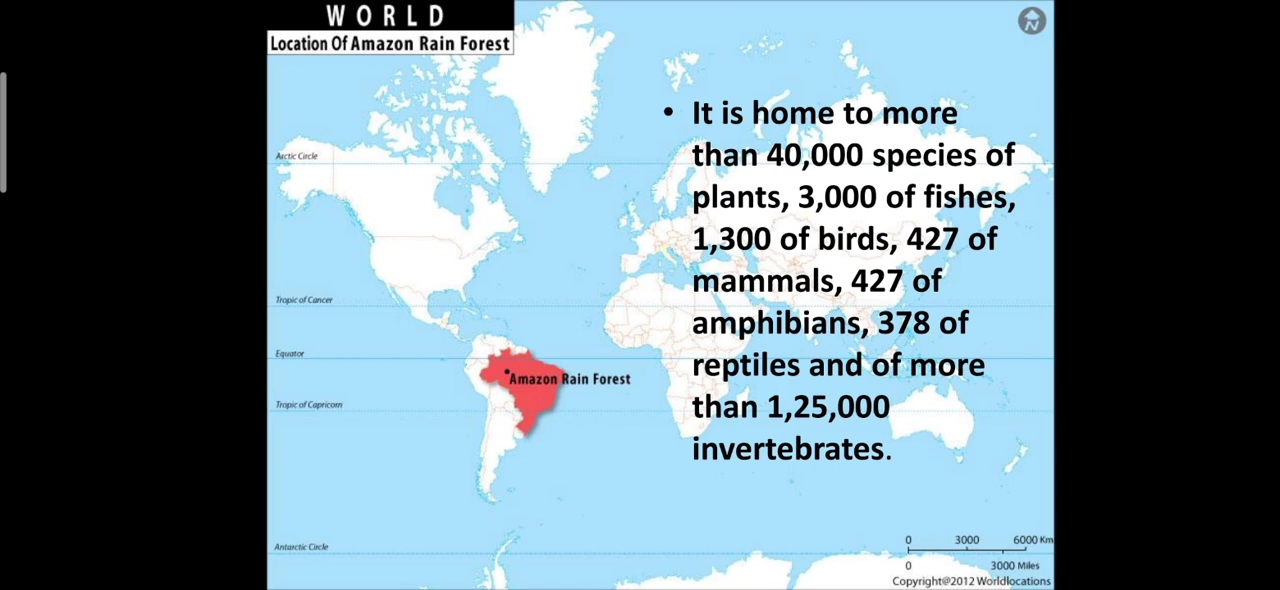 WORLD
Location Of Amazon Rain Forest
N
• It is home to more
than 40,000 species of
plants, 3,000 of fishes,
1,300 of birds, 427 of
mammals, 427 of
amphibians, 378 of
reptiles and of more
than 1,25,000
invertebrates.
Arctic Circle
Tropic of Cancer
Equator
Amazon Rain Forest
Tropic of Capricorn
Antarctic Circle
0 3000 6000 Km
0 3000 Miles
Copyright@2012 Worldlocations